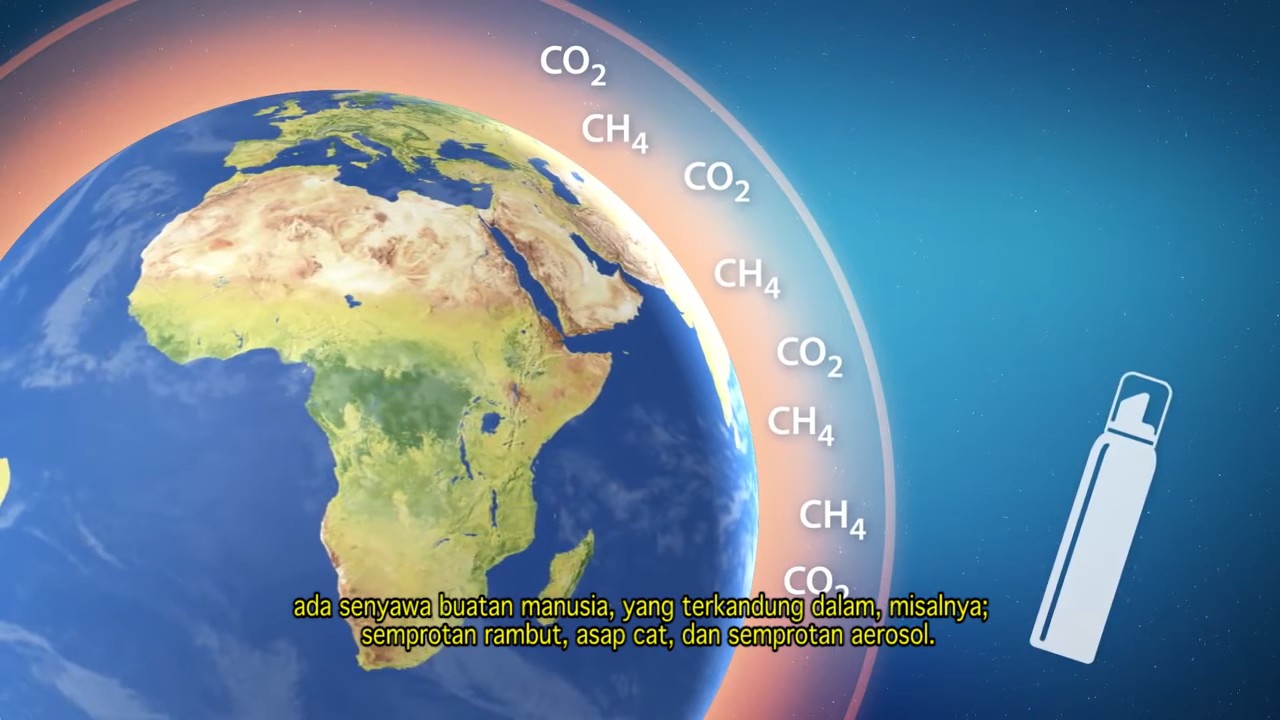 CO₂
CH₄
CO₂
CH₄
CO₂
CH₄
CH₄
CO₂
ada senyawa buatan manusia, yang terkandung dalam, misalnya;
semprotan rambut, asap cat, dan semprotan aerosol.